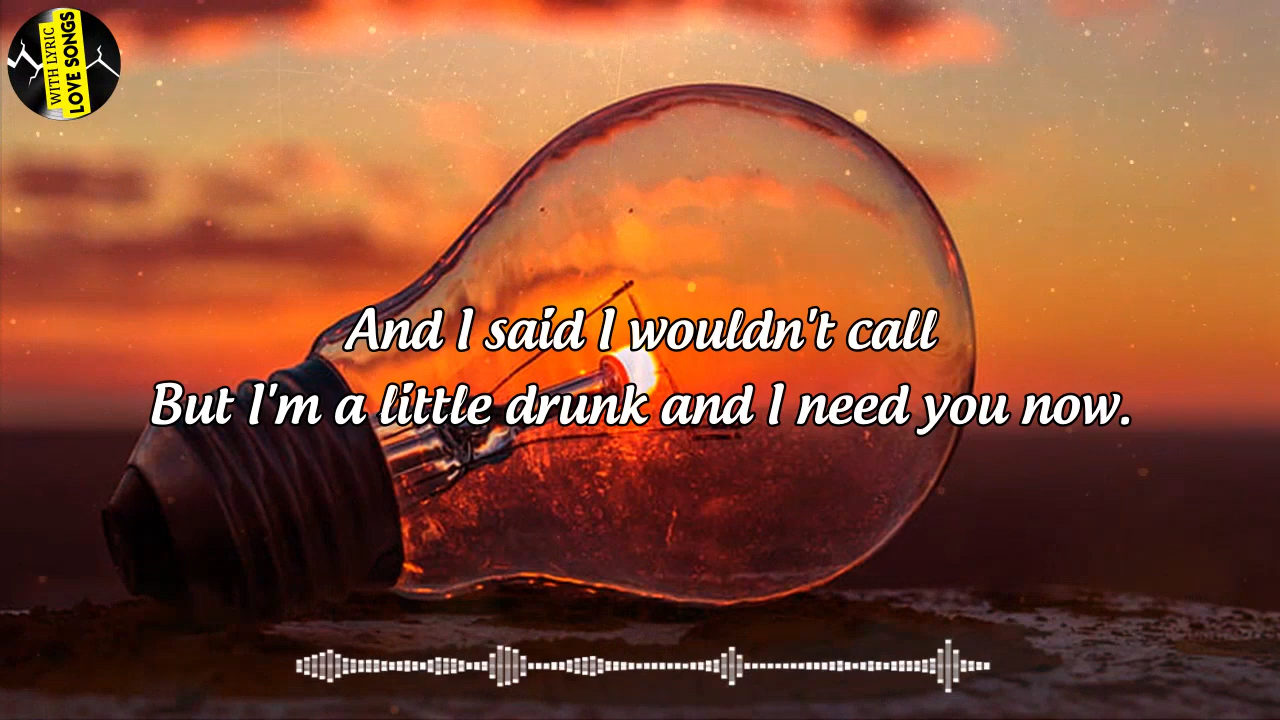 WITH LYRIC
LOVE SONGS
And I said I wouldn't call
But I'm a little drunk and I need you now.